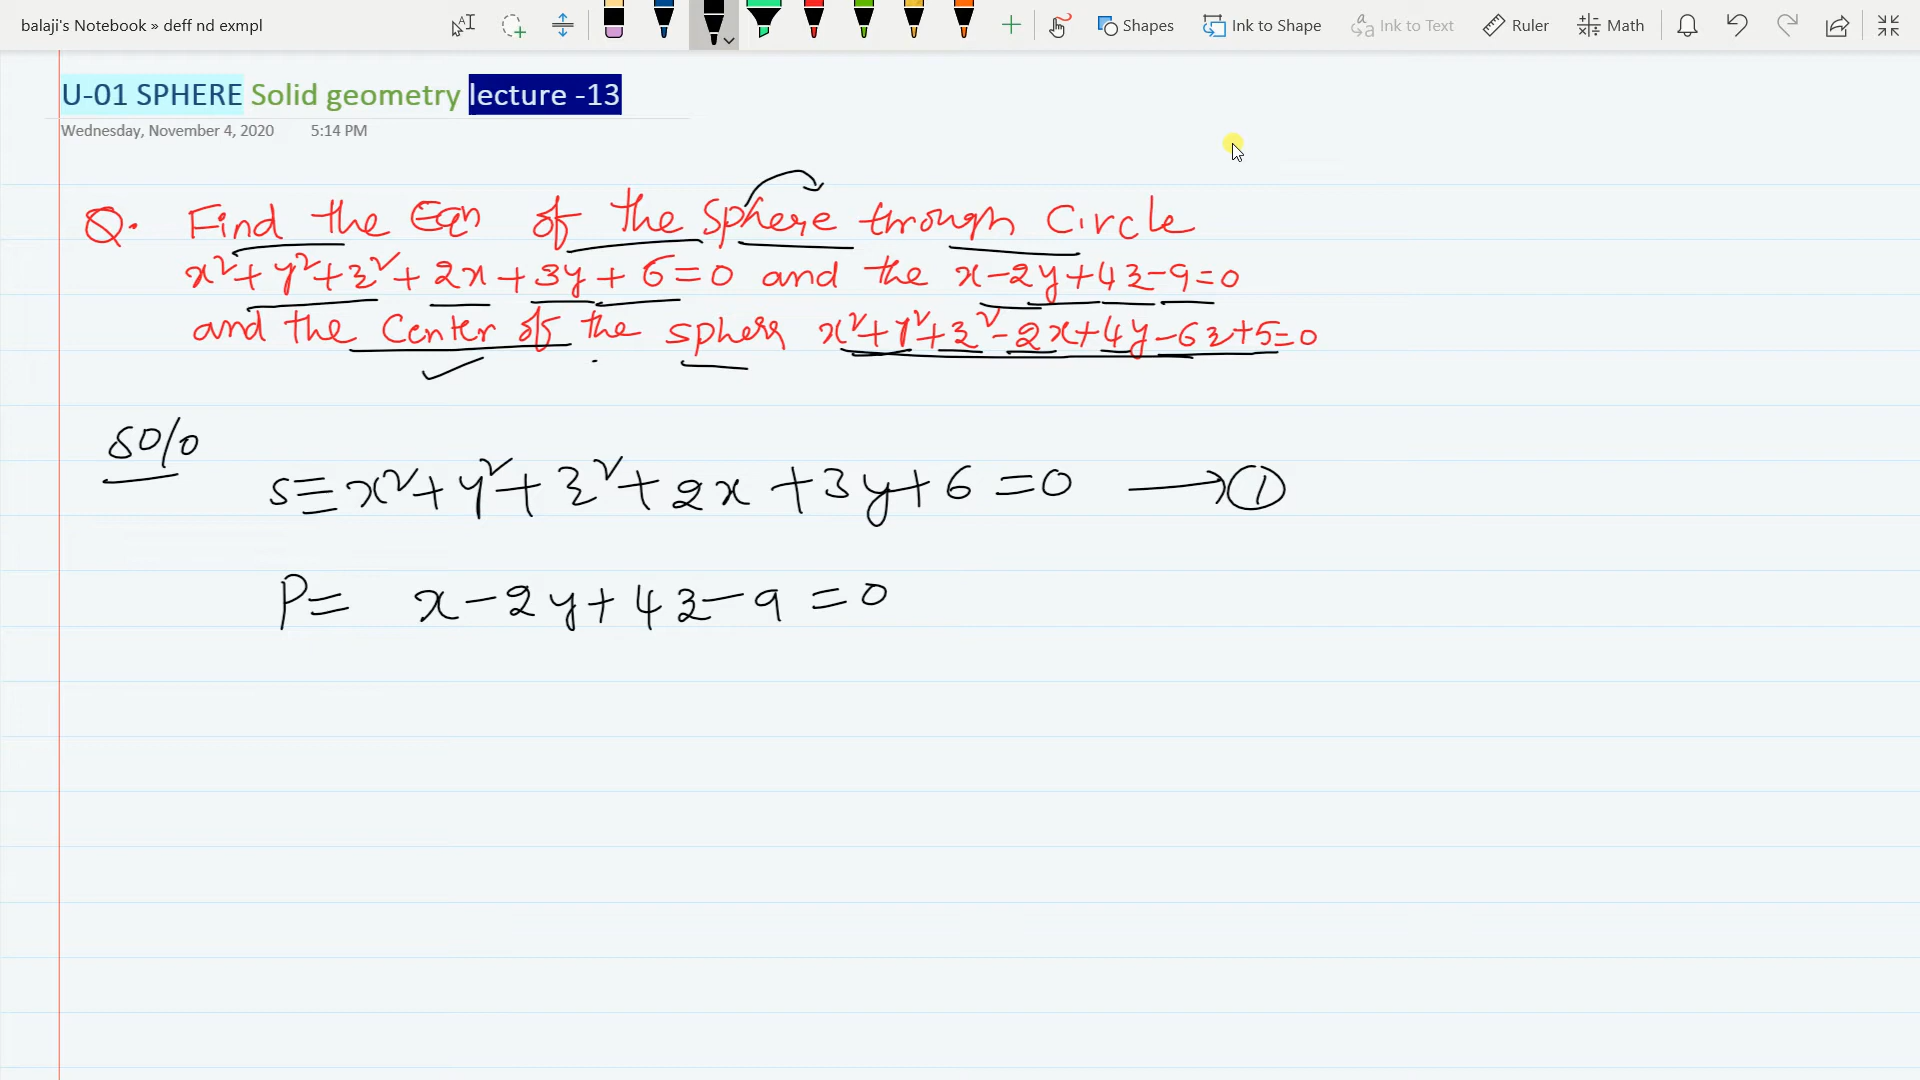 balaji's Notebook » deff nd exmpl
Shapes Ink to Shape Ink to Text Ruler Math
U-01 SPHERE Solid geometry lecture -13
Wednesday, November 4, 2020 5:14 PM
Q. Find the Eqn of the Sphere through Circle
x²+y²+z²+2x+3y+6=0 and the x-2y+4z-9=0
and the Center of the sphere x²+y²+z²-2x+4y-6z+5=0
Solo
S≡x²+y²+z²+2x+3y+6=0 →①
P= x-2y+4z-9=0